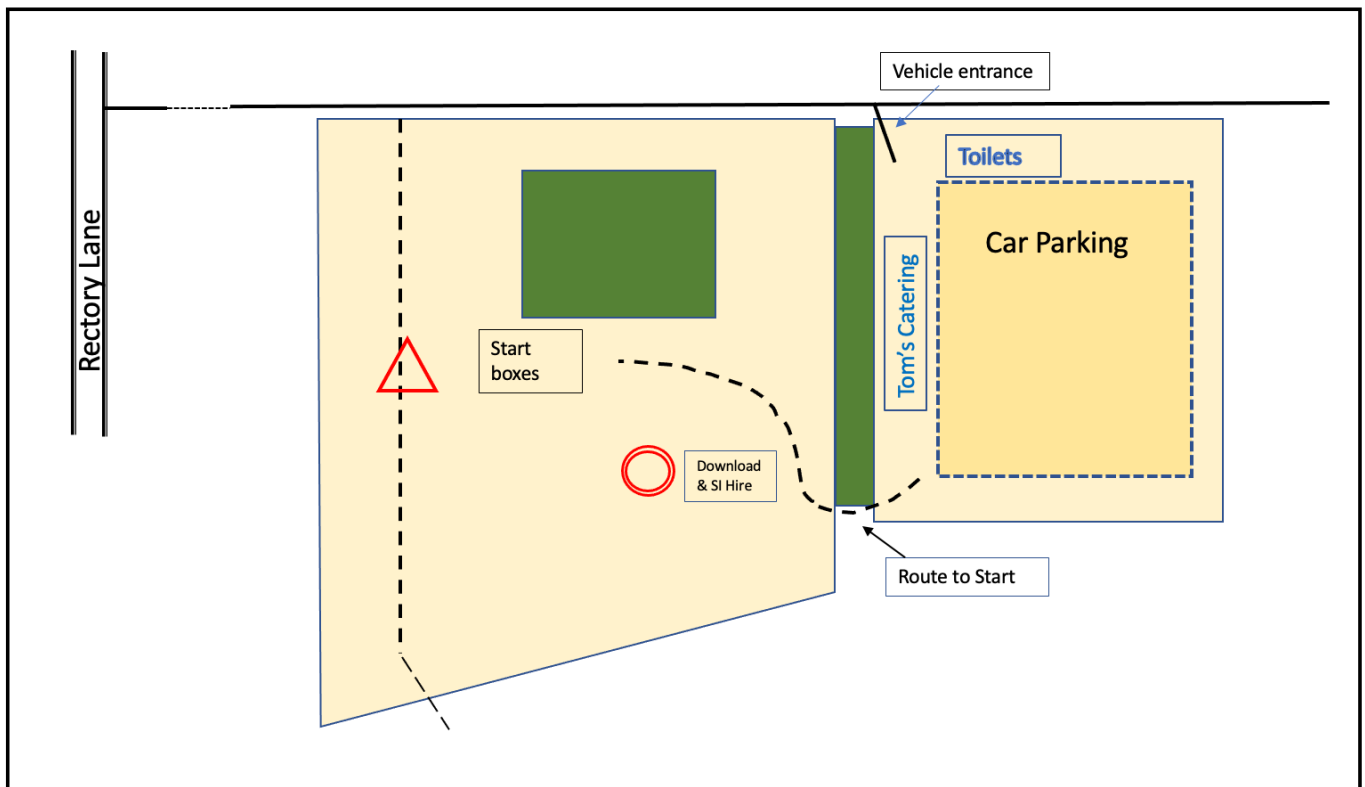 Vehicle entrance
Toilets
Car Parking
Rectory Lane
Tom's Catering
Start
boxes
Download
& SI Hire
Route to Start